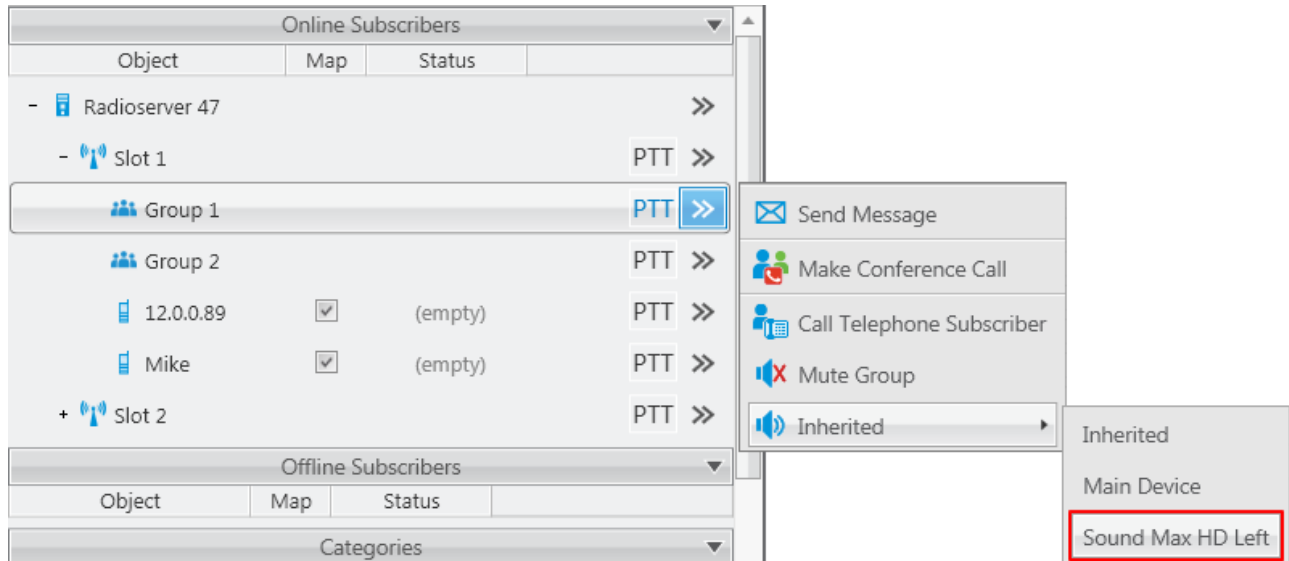 Online Subscribers
Object Map Status
- Radioserver 47
- Slot 1 PTT
Group 1 PTT
Send Message
Group 2 PTT
Make Conference Call
12.0.0.89 (empty) PTT
Call Telephone Subscriber
Mike (empty) PTT
Mute Group
+ Slot 2 PTT
Inherited
Inherited
Offline Subscribers
Main Device
Object Map Status
Sound Max HD Left
Categories